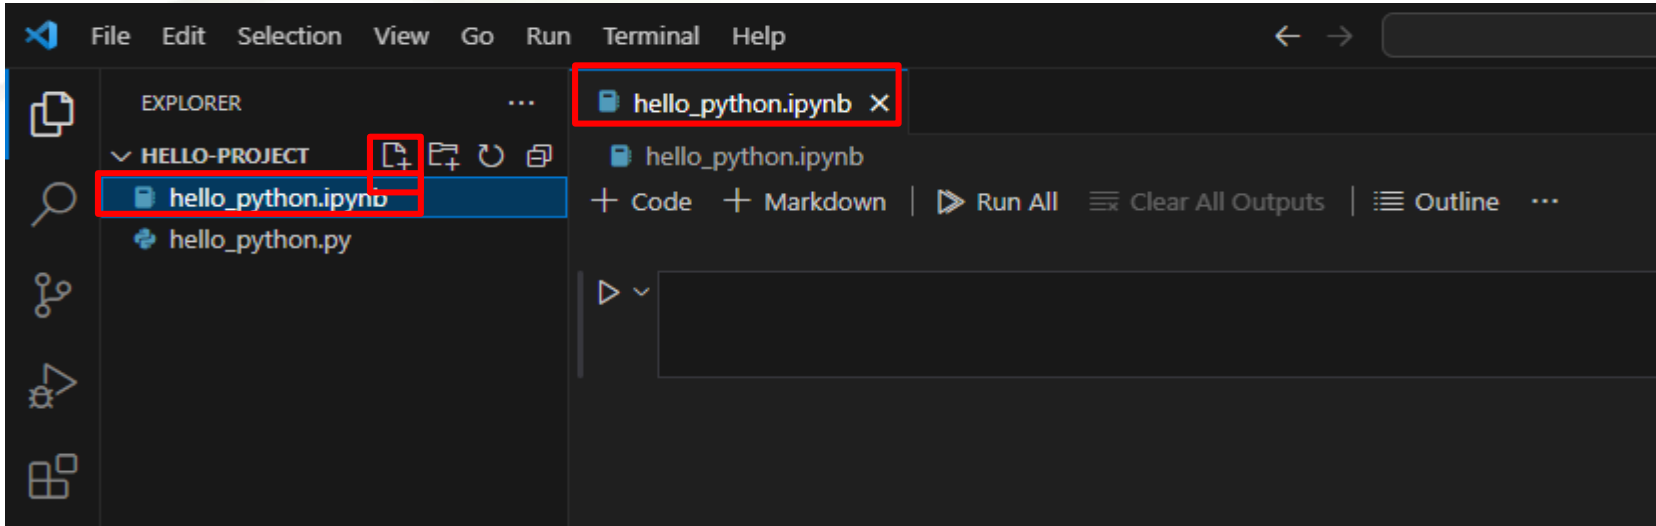 File Edit Selection View Go Run Terminal Help
EXPLORER ...
HELLO-PROJECT
hello_python.ipynb
hello_python.py
hello_python.ipynb
hello_python.ipynb
+ Code + Markdown | Run All Clear All Outputs | Outline ...